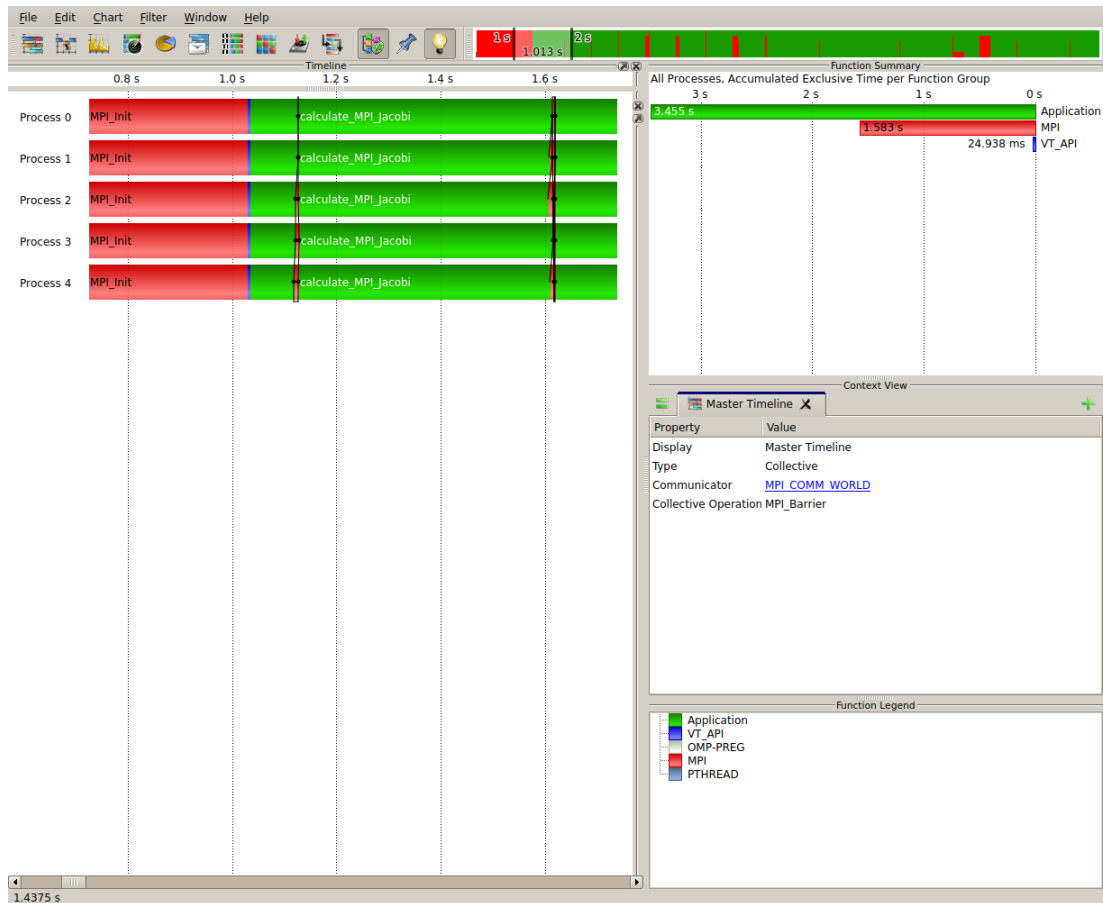 File Edit Chart Filter Window Help
1 s 1.013 s 2 s
Timeline
0.8 s 1.0 s 1.2 s 1.4 s 1.6 s
Process 0 MPI_Init calculate_MPI_Jacobi
Process 1 MPI_Init calculate_MPI_Jacobi
Process 2 MPI_Init calculate_MPI_Jacobi
Process 3 MPI_Init calculate_MPI_Jacobi
Process 4 MPI_Init calculate_MPI_Jacobi
1.4375 s
Function Summary
All Processes, Accumulated Exclusive Time per Function Group
3 s 2 s 1 s 0 s
3.455 s Application
1.583 s MPI
24.938 ms VT_API
Context View
Master Timeline
Property Value
Display Master Timeline
Type Collective
Communicator MPI_COMM_WORLD
Collective Operation MPI_Barrier
Function Legend
Application
VT_API
OMP-PREG
MPI
PTHREAD